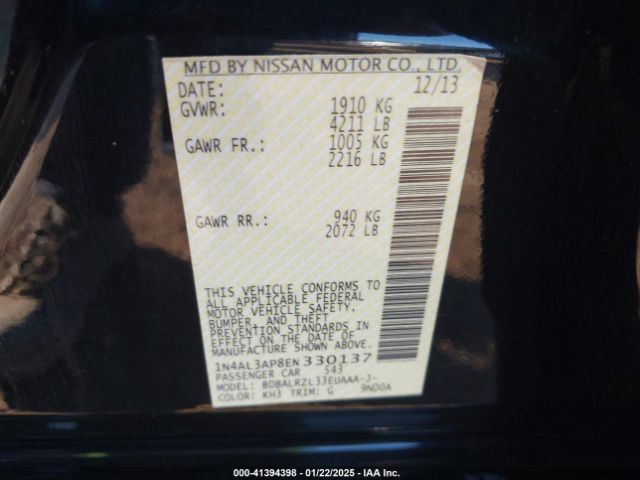 MFD BY NISSAN MOTOR CO., LTD.
DATE: 12/13
GVWR: 1910 KG
4211 LB
GAWR FR.: 1005 KG
2216 LB
GAWR RR.: 940 KG
2072 LB
THIS VEHICLE CONFORMS TO
ALL APPLICABLE FEDERAL
MOTOR VEHICLE SAFETY,
BUMPER, AND THEFT
PREVENTION STANDARDS IN
EFFECT ON THE DATE OF
MANUFACTURE SHOWN ABOVE.
1N4AL3AP8EN330137
PASSENGER CAR 543
MODEL: BDBALRZL33EUAAA-J-
COLOR: KH3 TRIM: G 9N00A
000-41394398 - 01/22/2025 - IAA Inc.